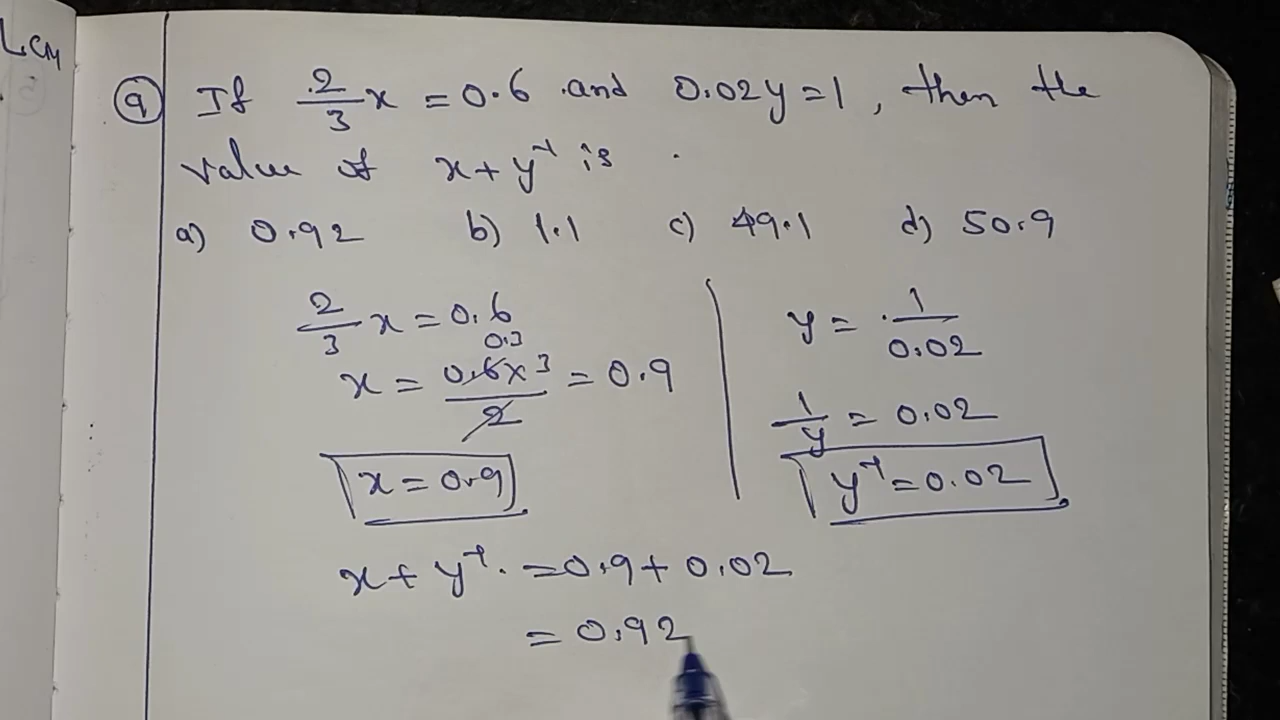 LCM
9 If 2/3 x = 0.6 and 0.02y = 1, then the
value of x + y⁻¹ is
a) 0.92 b) 1.1 c) 49.1 d) 50.9
2/3 x = 0.6
0.3
x = 0.6x3/2 = 0.9
x = 0.9
y = 1/0.02
1/y = 0.02
y⁻¹ = 0.02
x + y⁻¹ = 0.9 + 0.02
= 0.92